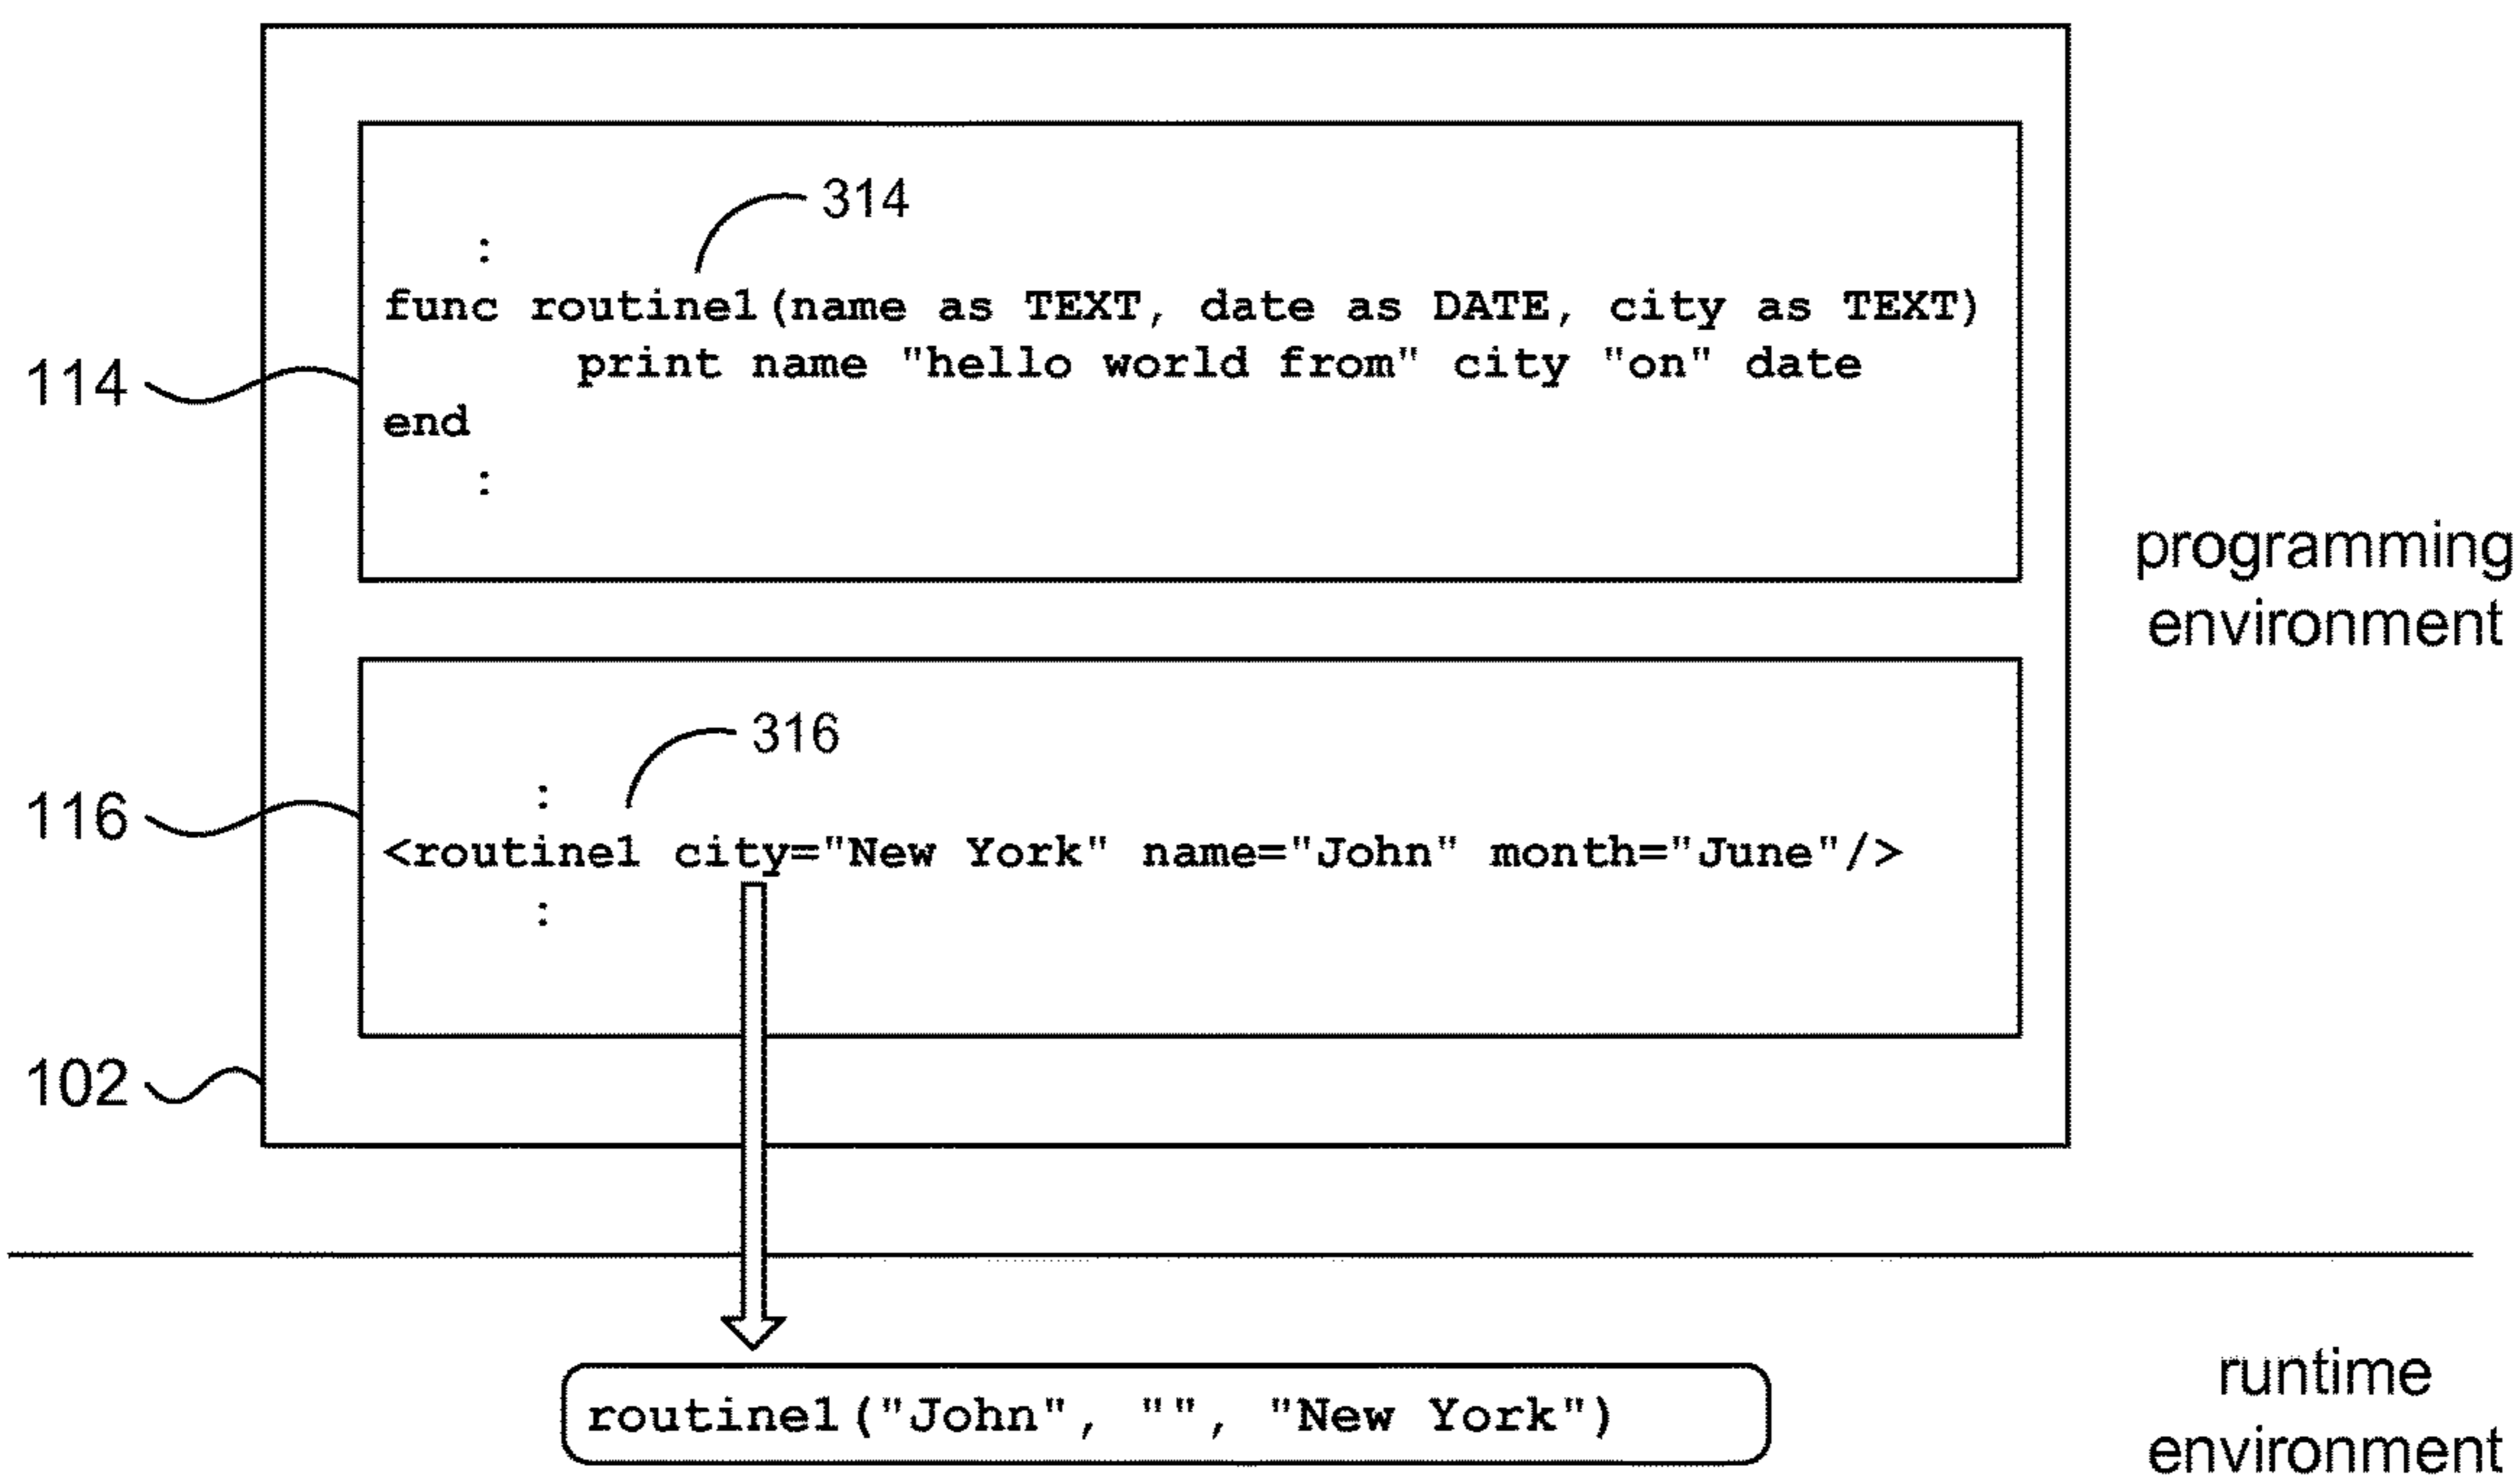 314
:
func routine1(name as TEXT, date as DATE, city as TEXT)
print name "hello world from" city "on" date
114
end
:
programming
environment
316
:
116
<routine1 city="New York" name="John" month="June"/>
:
102
runtime
environment
routine1("John", "", "New York")